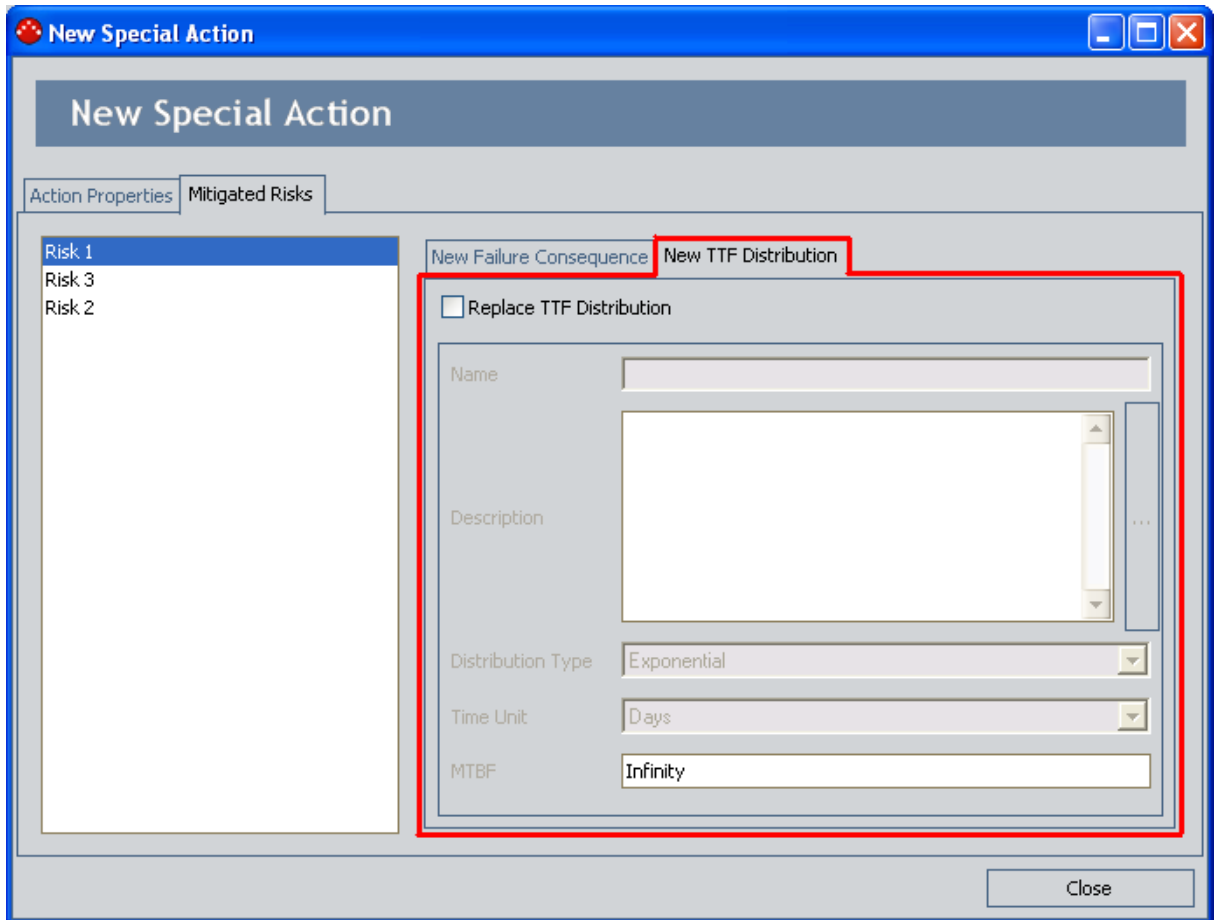 New Special Action
New Special Action
Action Properties
Mitigated Risks
Risk 1
Risk 3
Risk 2
New Failure Consequence
New TTF Distribution
Replace TTF Distribution
Name
Description
...
Distribution Type
Exponential
Time Unit
Days
MTBF
Infinity
Close